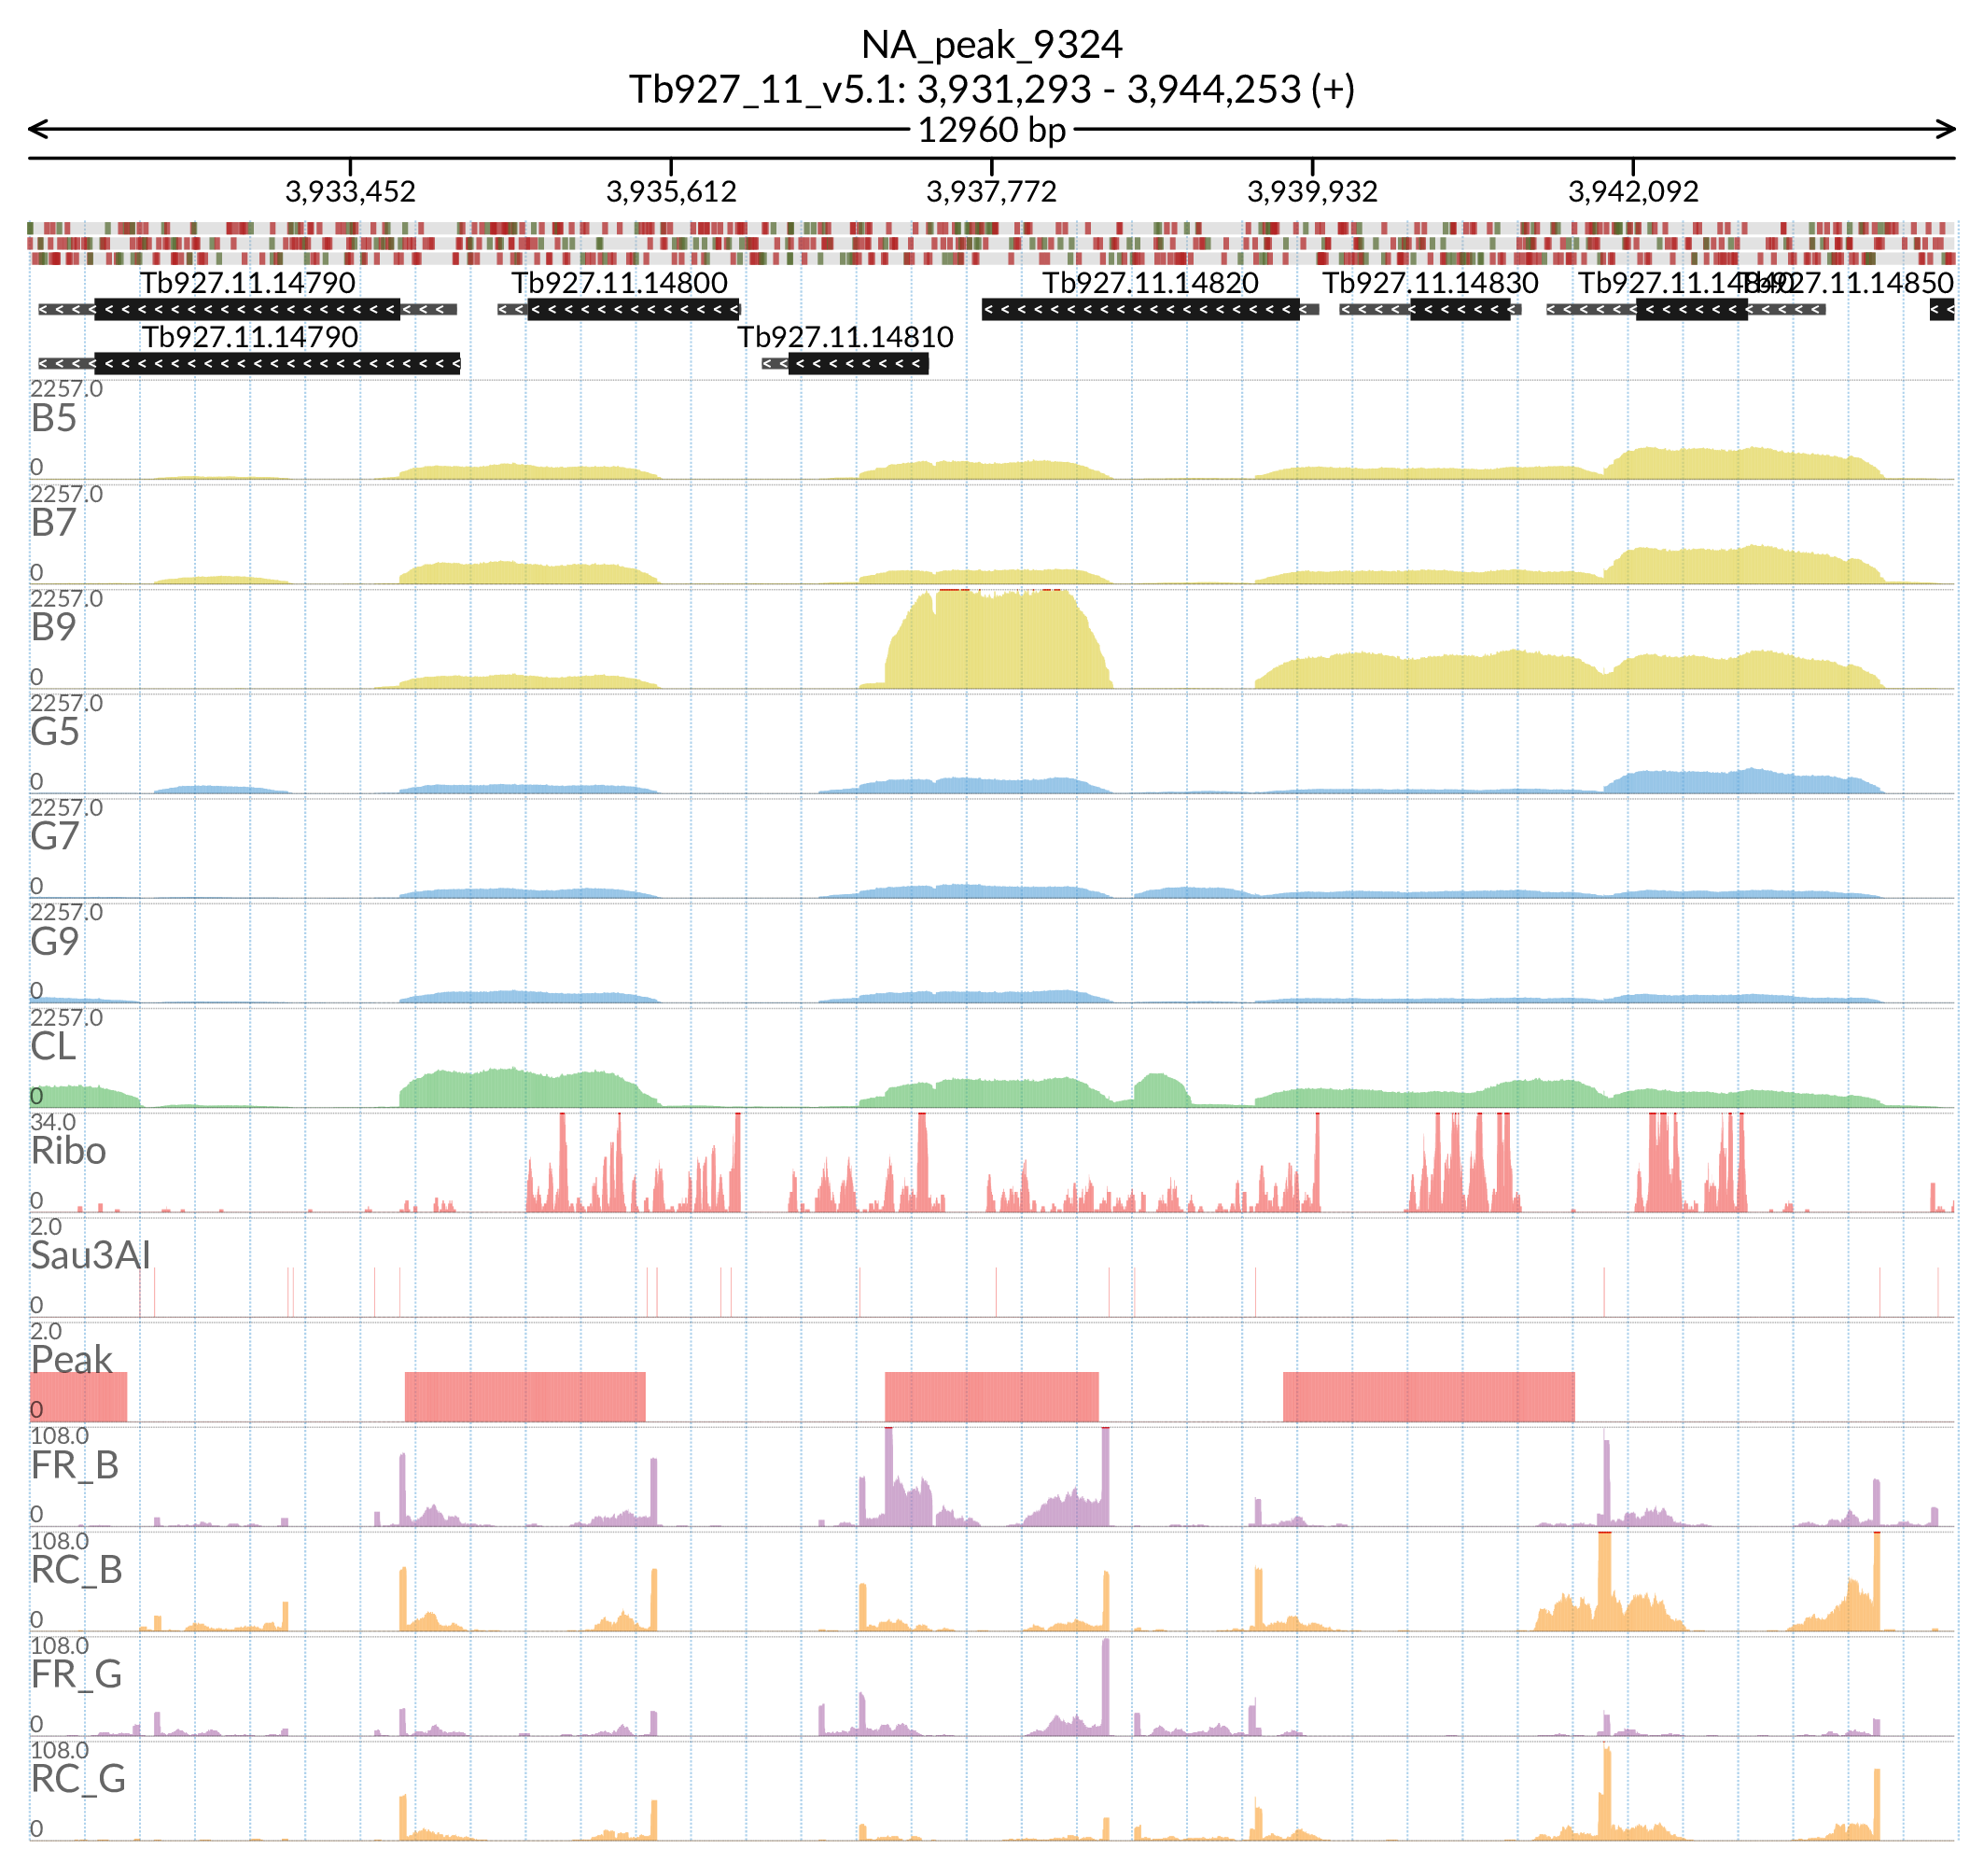 NA_peak_9324
Tb927_11_v5.1: 3,931,293 - 3,944,253 (+)
12960 bp
3,933,452 3,935,612 3,937,772 3,939,932 3,942,092
Tb927.11.14790 Tb927.11.14800 Tb927.11.14820 Tb927.11.14830 Tb927.11.14840 Tb927.11.14850
Tb927.11.14790 Tb927.11.14810
2257.0
B5
0
2257.0
B7
0
2257.0
B9
0
2257.0
G5
0
2257.0
G7
0
2257.0
G9
0
2257.0
CL
0
34.0
Ribo
0
2.0
Sau3AI
0
2.0
Peak
0
108.0
FR_B
0
108.0
RC_B
0
108.0
FR_G
0
108.0
RC_G
0